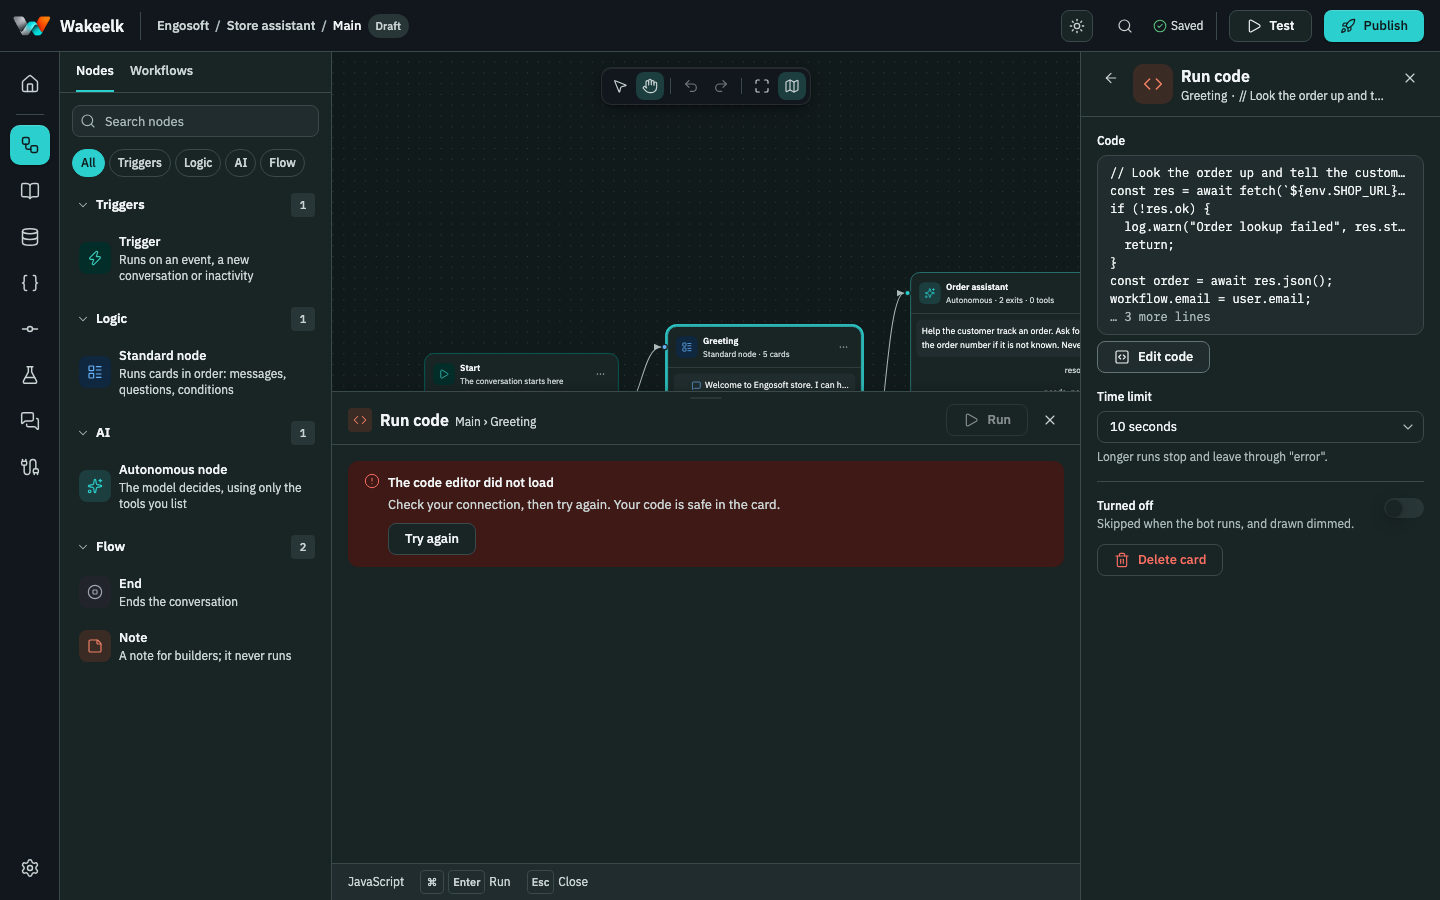 Wakeelk
Engosoft / Store assistant / Main Draft
Saved
Test
Publish
Nodes Workflows
Search nodes
All Triggers Logic AI Flow
Triggers 1
Trigger
Runs on an event, a new
conversation or inactivity
Logic 1
Standard node
Runs cards in order: messages,
questions, conditions
AI 1
Autonomous node
The model decides, using only the
tools you list
Flow 2
End
Ends the conversation
Note
A note for builders; it never runs
Start
The conversation starts here
Greeting
Standard node · 5 cards
Welcome to Engosoft store. I can h...
Order assistant
Autonomous · 2 exits · 0 tools
Help the customer track an order. Ask fo
the order number if it is not known. Neve
reso
Run code Main › Greeting
Run
The code editor did not load
Check your connection, then try again. Your code is safe in the card.
Try again
JavaScript ⌘ Enter Run Esc Close
Run code
Greeting · // Look the order up and t...
Code
// Look the order up and tell the custom…
const res = await fetch(`${env.SHOP_URL}…
if (!res.ok) {
log.warn("Order lookup failed", res.st…
return;
}
const order = await res.json();
workflow.email = user.email;
… 3 more lines
Edit code
Time limit
10 seconds
Longer runs stop and leave through "error".
Turned off
Skipped when the bot runs, and drawn dimmed.
Delete card